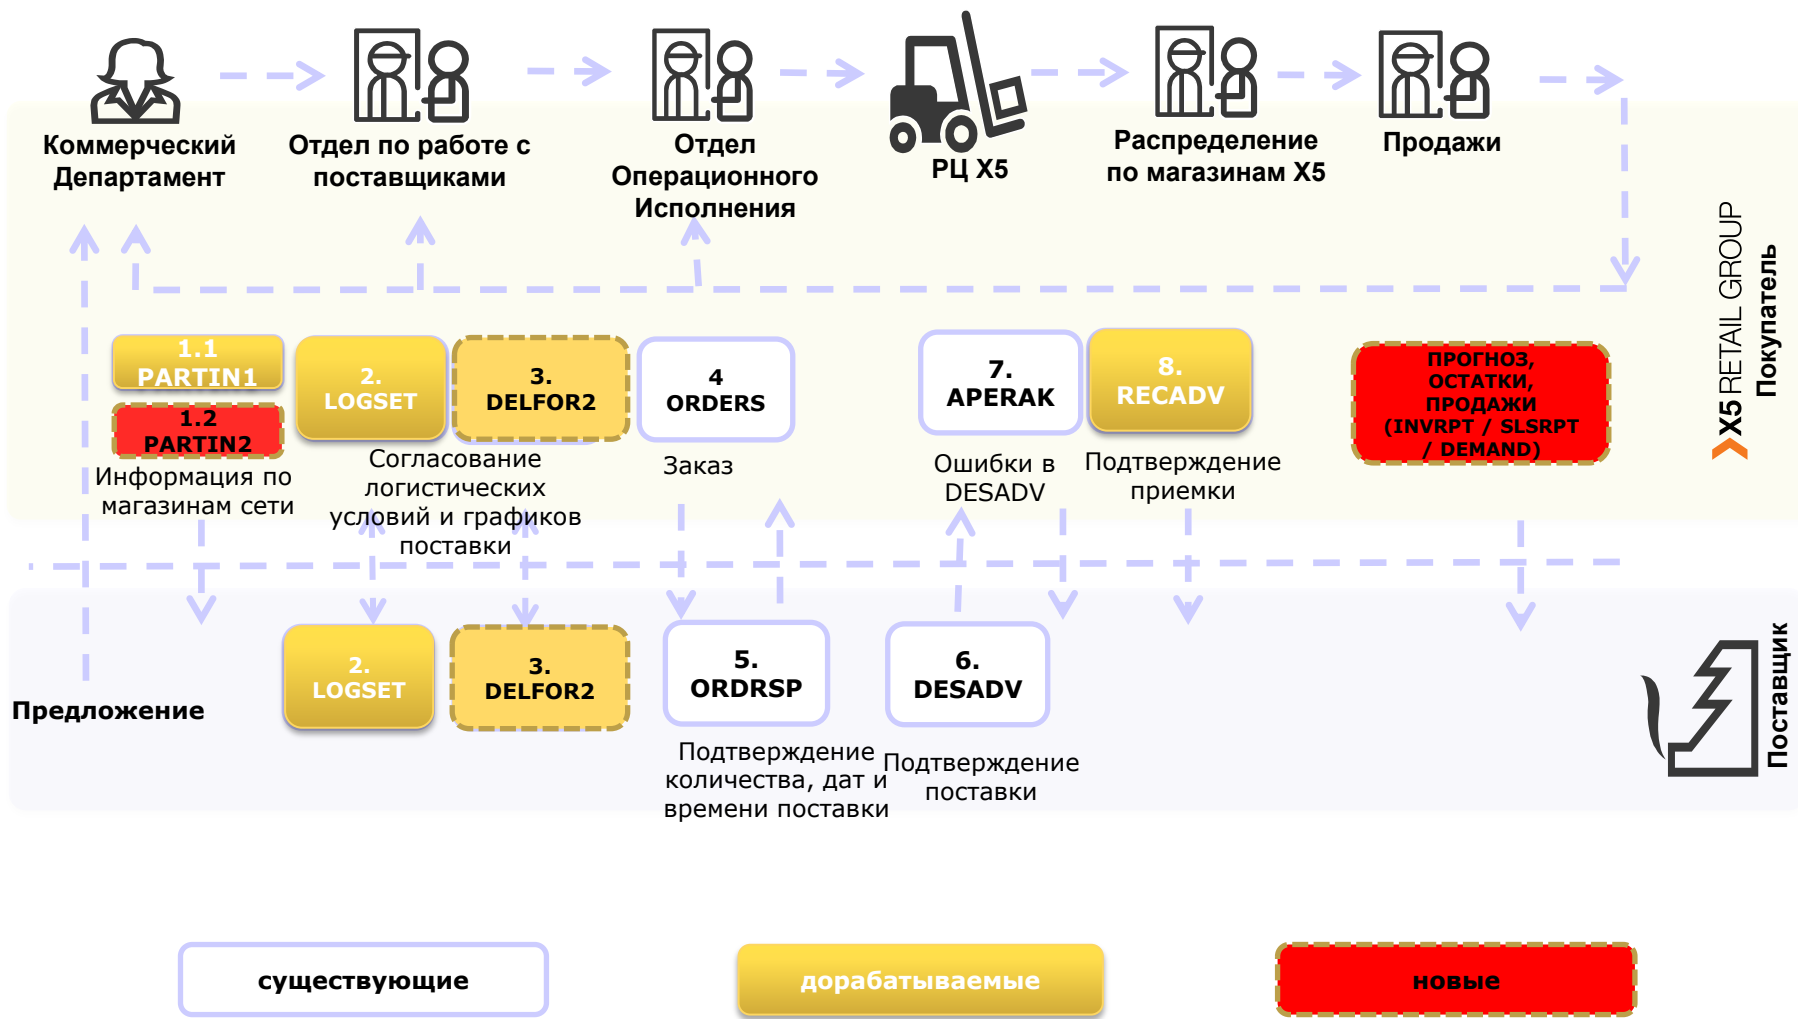 Коммерческий
Департамент
Отдел по работе с
поставщиками
Отдел
Операционного
Исполнения
РЦ X5
Распределение
по магазинам X5
Продажи
X5 RETAIL GROUP
Покупатель
1.1
PARTIN1
1.2
PARTIN2
Информация по
магазинам сети
2.
LOGSET
3.
DELFOR2
Согласование
логистических
условий и графиков
поставки
4
ORDERS
Заказ
7.
APERAK
Ошибки в
DESADV
8.
RECADV
Подтверждение
приемки
ПРОГНОЗ,
ОСТАТКИ,
ПРОДАЖИ
(INVRPT / SLSRPT
/ DEMAND)
Предложение
2.
LOGSET
3.
DELFOR2
5.
ORDRSP
Подтверждение
количества, дат и
времени поставки
6.
DESADV
Подтверждение
поставки
Поставщик
существующие
дорабатываемые
новые